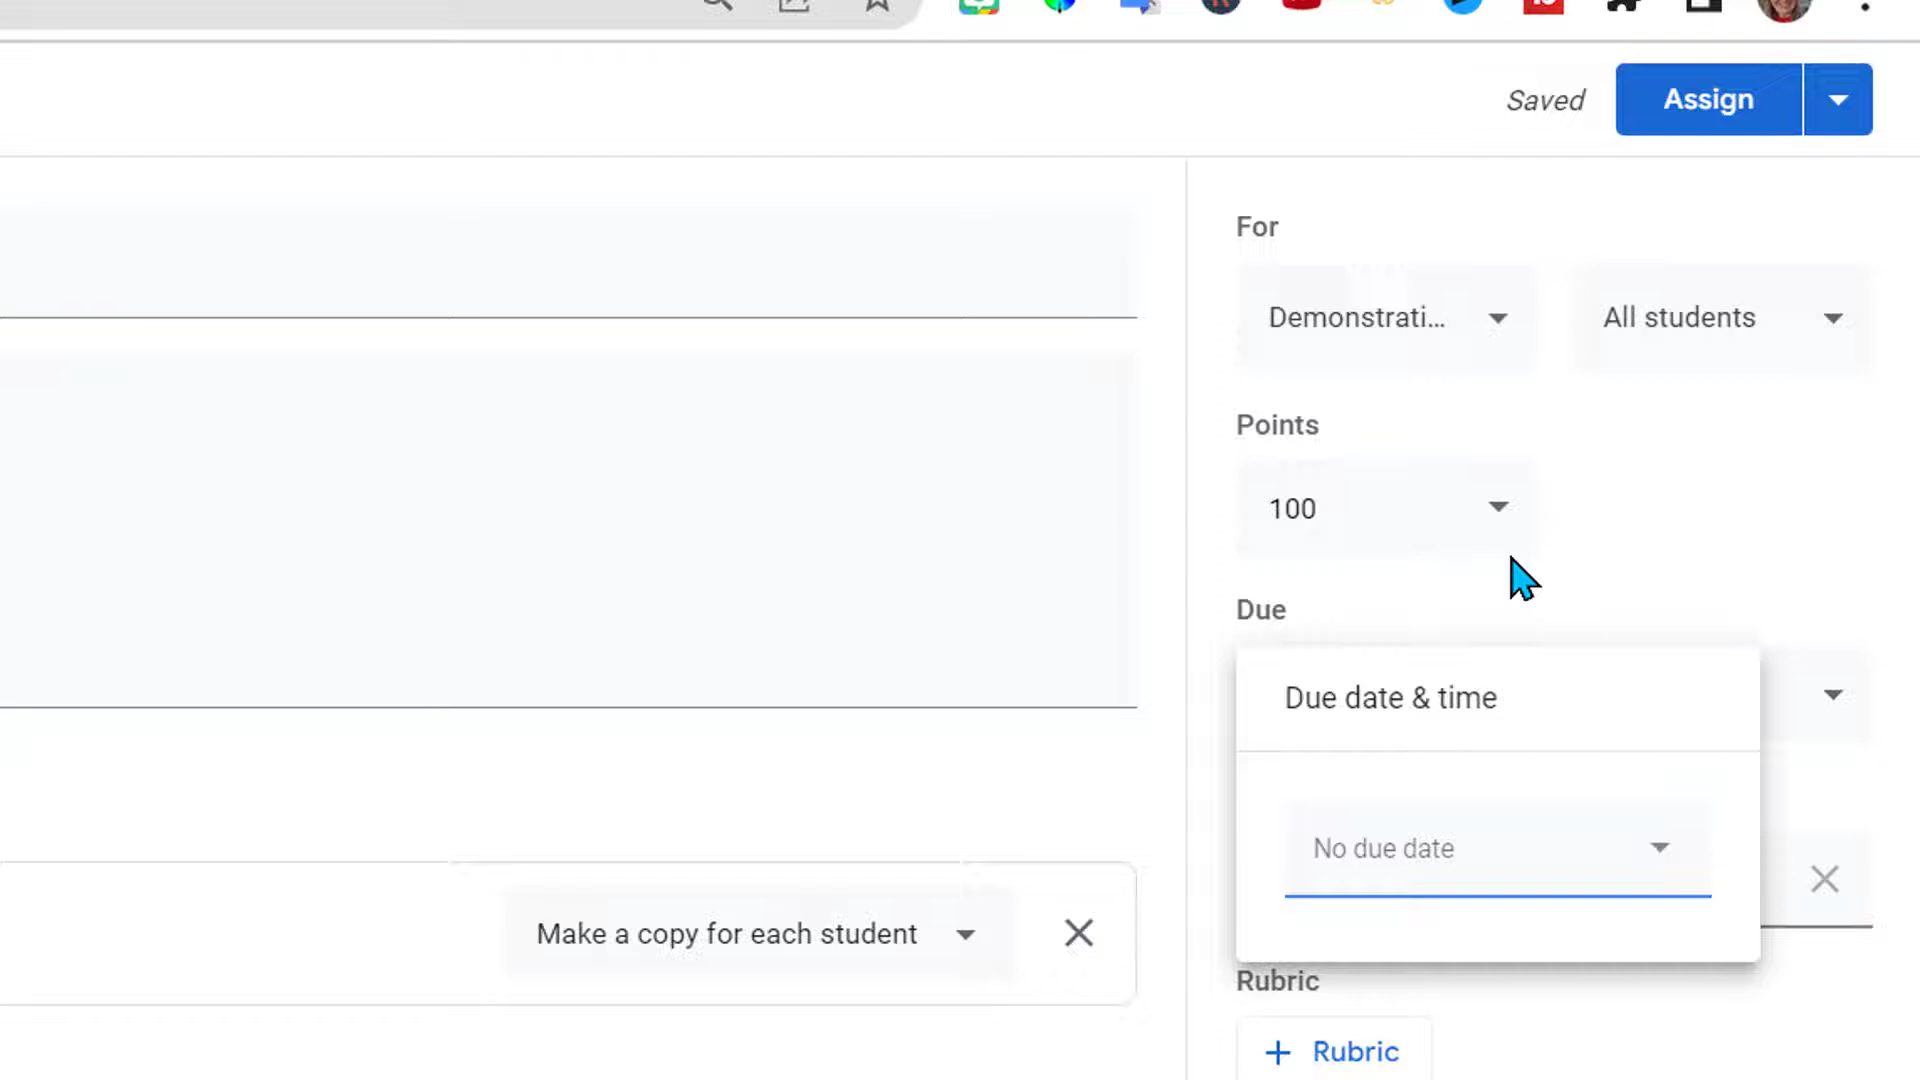 Saved
Assign
For
Demonstrati...
All students
Points
100
Due
Due date & time
No due date
Make a copy for each student
Rubric
+ Rubric